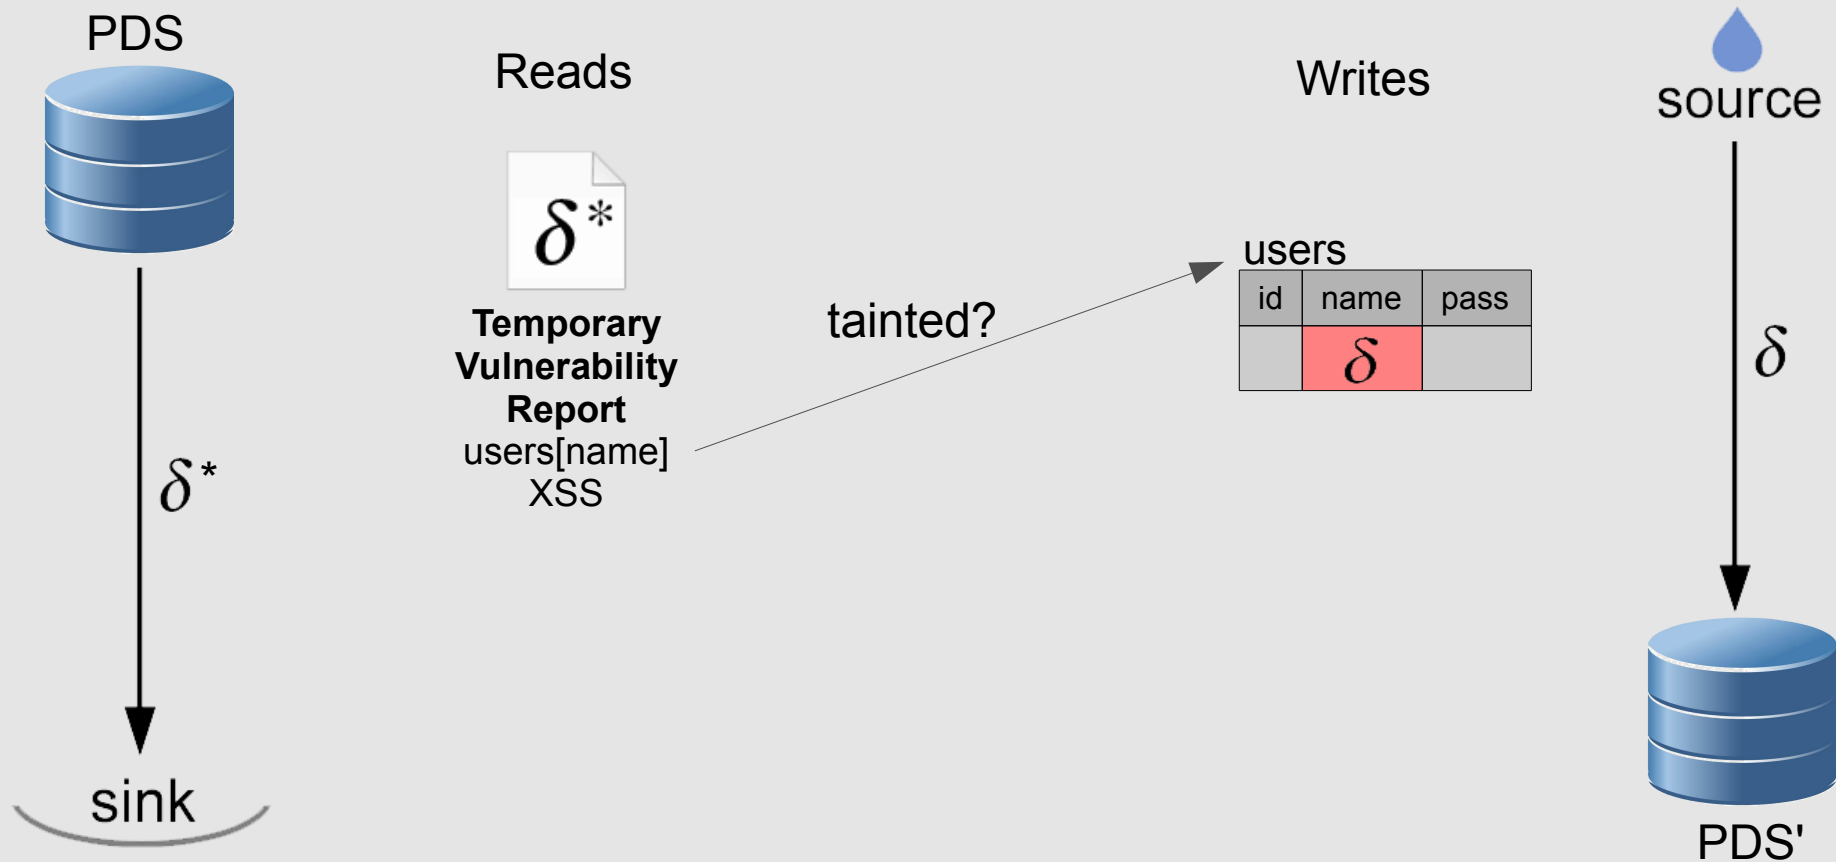 PDS
δ*
sink
Reads
δ*
Temporary
Vulnerability
Report
users[name]
XSS
tainted?
Writes
users
id name pass
δ
source
δ
PDS'